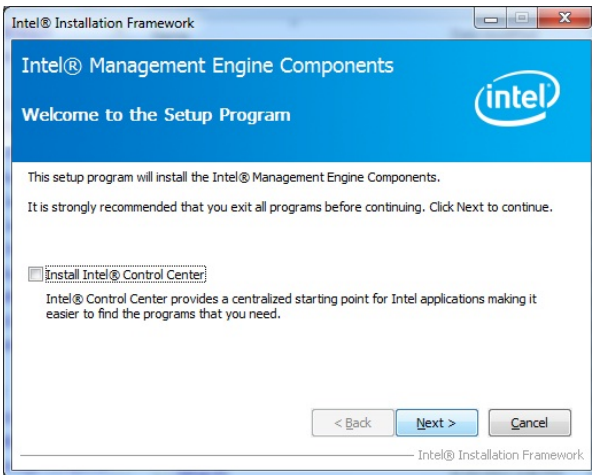 Intel® Installation Framework
Intel® Management Engine Components
intel
Welcome to the Setup Program
This setup program will install the Intel® Management Engine Components.
It is strongly recommended that you exit all programs before continuing. Click Next to continue.
Install Intel® Control Center
Intel® Control Center provides a centralized starting point for Intel applications making it
easier to find the programs that you need.
< Back Next > Cancel
Intel® Installation Framework